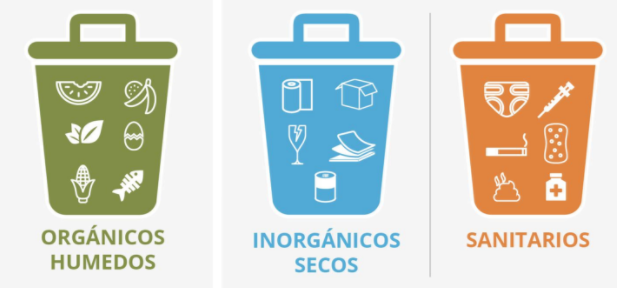 ORGÁNICOS
HUMEDOS
INORGÁNICOS
SECOS
SANITARIOS